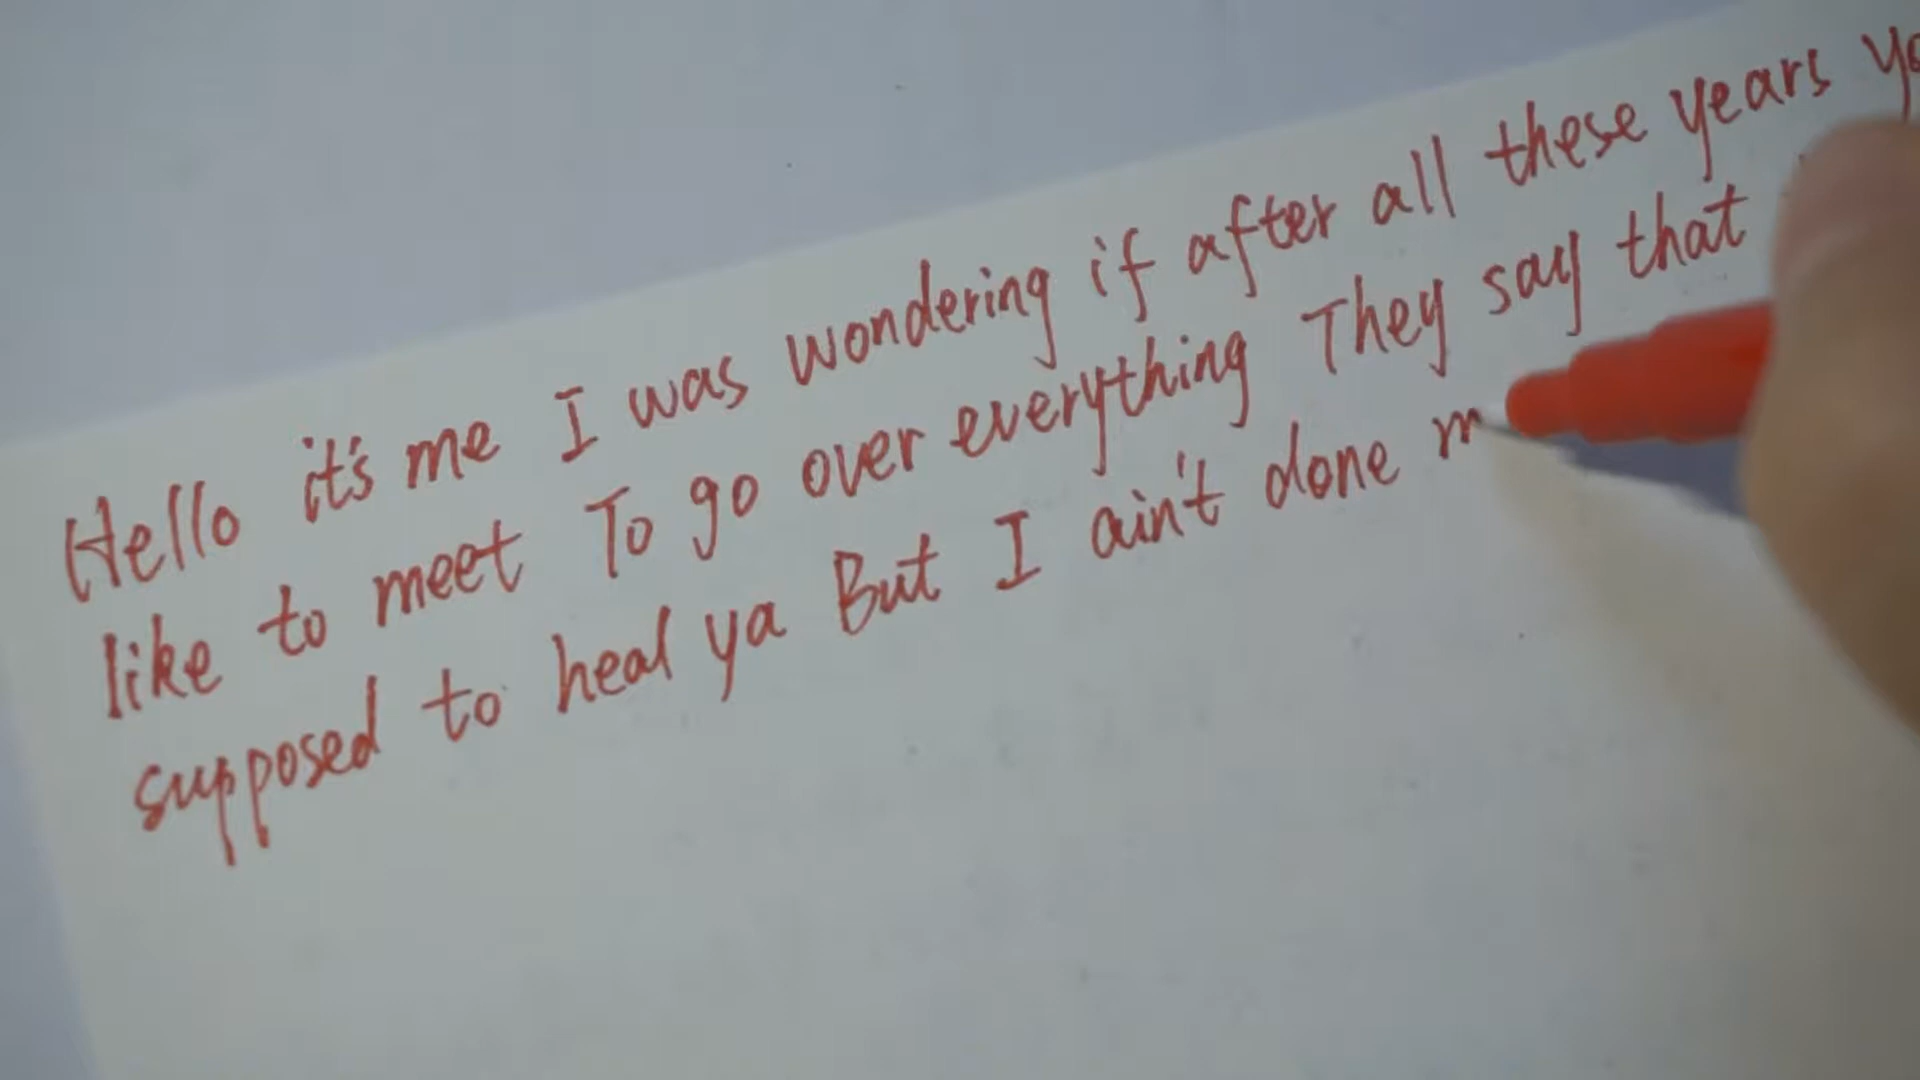 Hello it's me I was wondering if after all these years
like to meet To go over everything They say that
supposed to heal ya But I ain't done